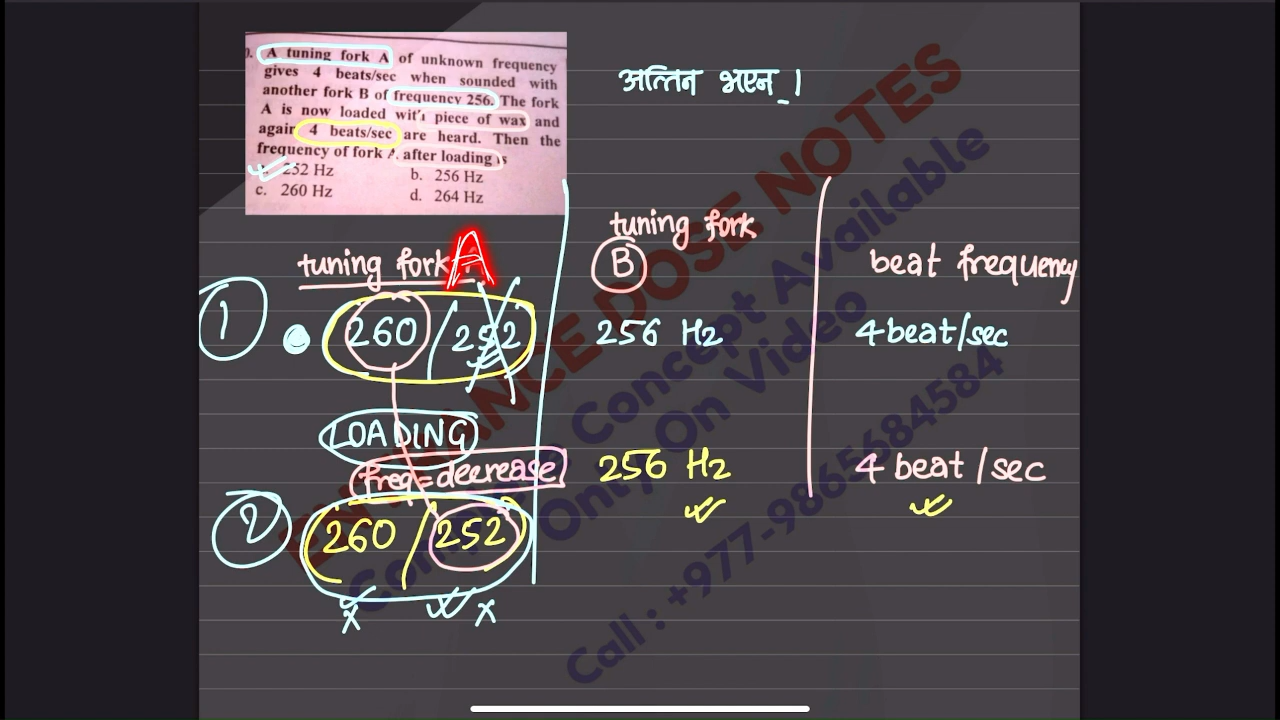 A tuning fork A of unknown frequency
gives 4 beats/sec when sounded with
another fork B of frequency 256. The fork
A is now loaded with piece of wax and
again 4 beats/sec are heard. Then the
frequency of fork A after loading is
252 Hz
b. 256 Hz
c. 260 Hz
d. 264 Hz
tuning fork A
tuning fork
B
beat frequency
1
260 / 252
256 Hz
4 beat/sec
LOADING
freq = decrease
2
260 / 252
256 Hz
4 beat / sec
x
x
ENTRANCE DOSE NOTES
Complete Concept Available
Only On Video
Call : +977-9865684584